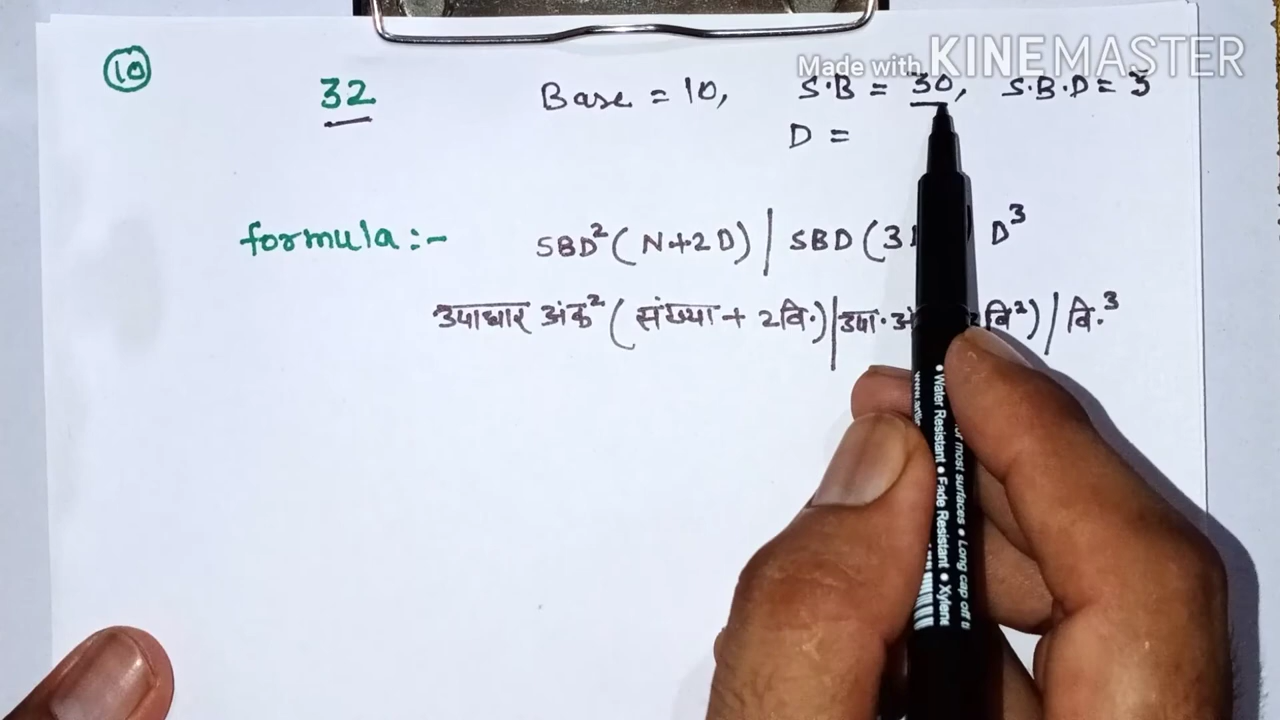 Made with KINEMASTER
10
32 Base = 10, S.B = 30, S.B.D = 3
D =
formula :- SBD²(N+2D) | SBD(3 D³
उपाधार अंक²(संख्या + 2वि.) | उपा. वि²) / वि.³
Water Resistant • Fade Resistant • Xylene
for most surfaces • Long cap off